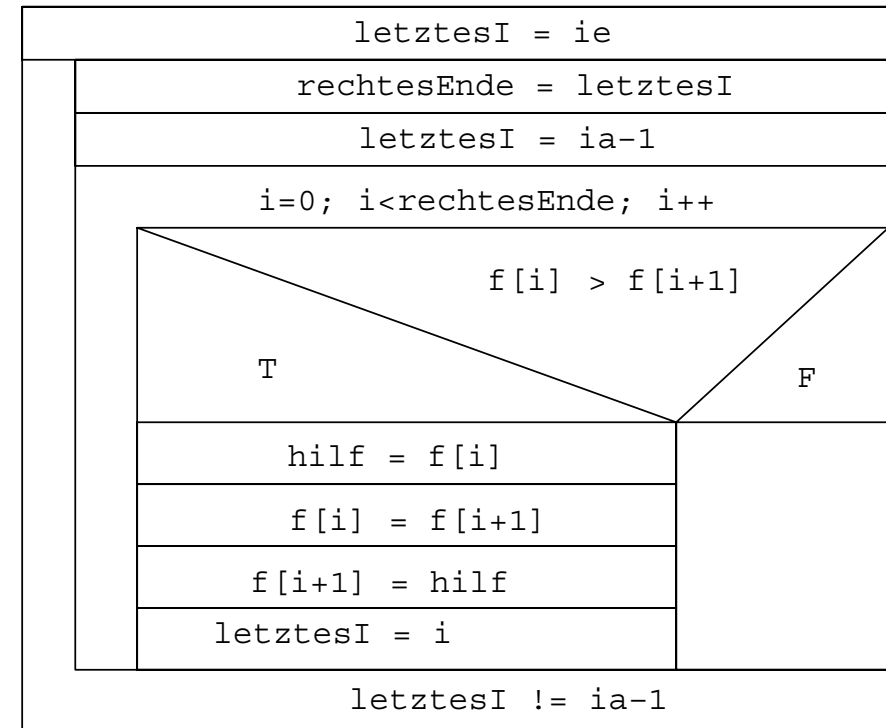 letztesI = ie
rechtesEnde = letztesI
letztesI = ia-1
i=0; i<rechtesEnde; i++
f[i] > f[i+1]
T
F
hilf = f[i]
f[i] = f[i+1]
f[i+1] = hilf
letztesI = i
letztesI != ia-1